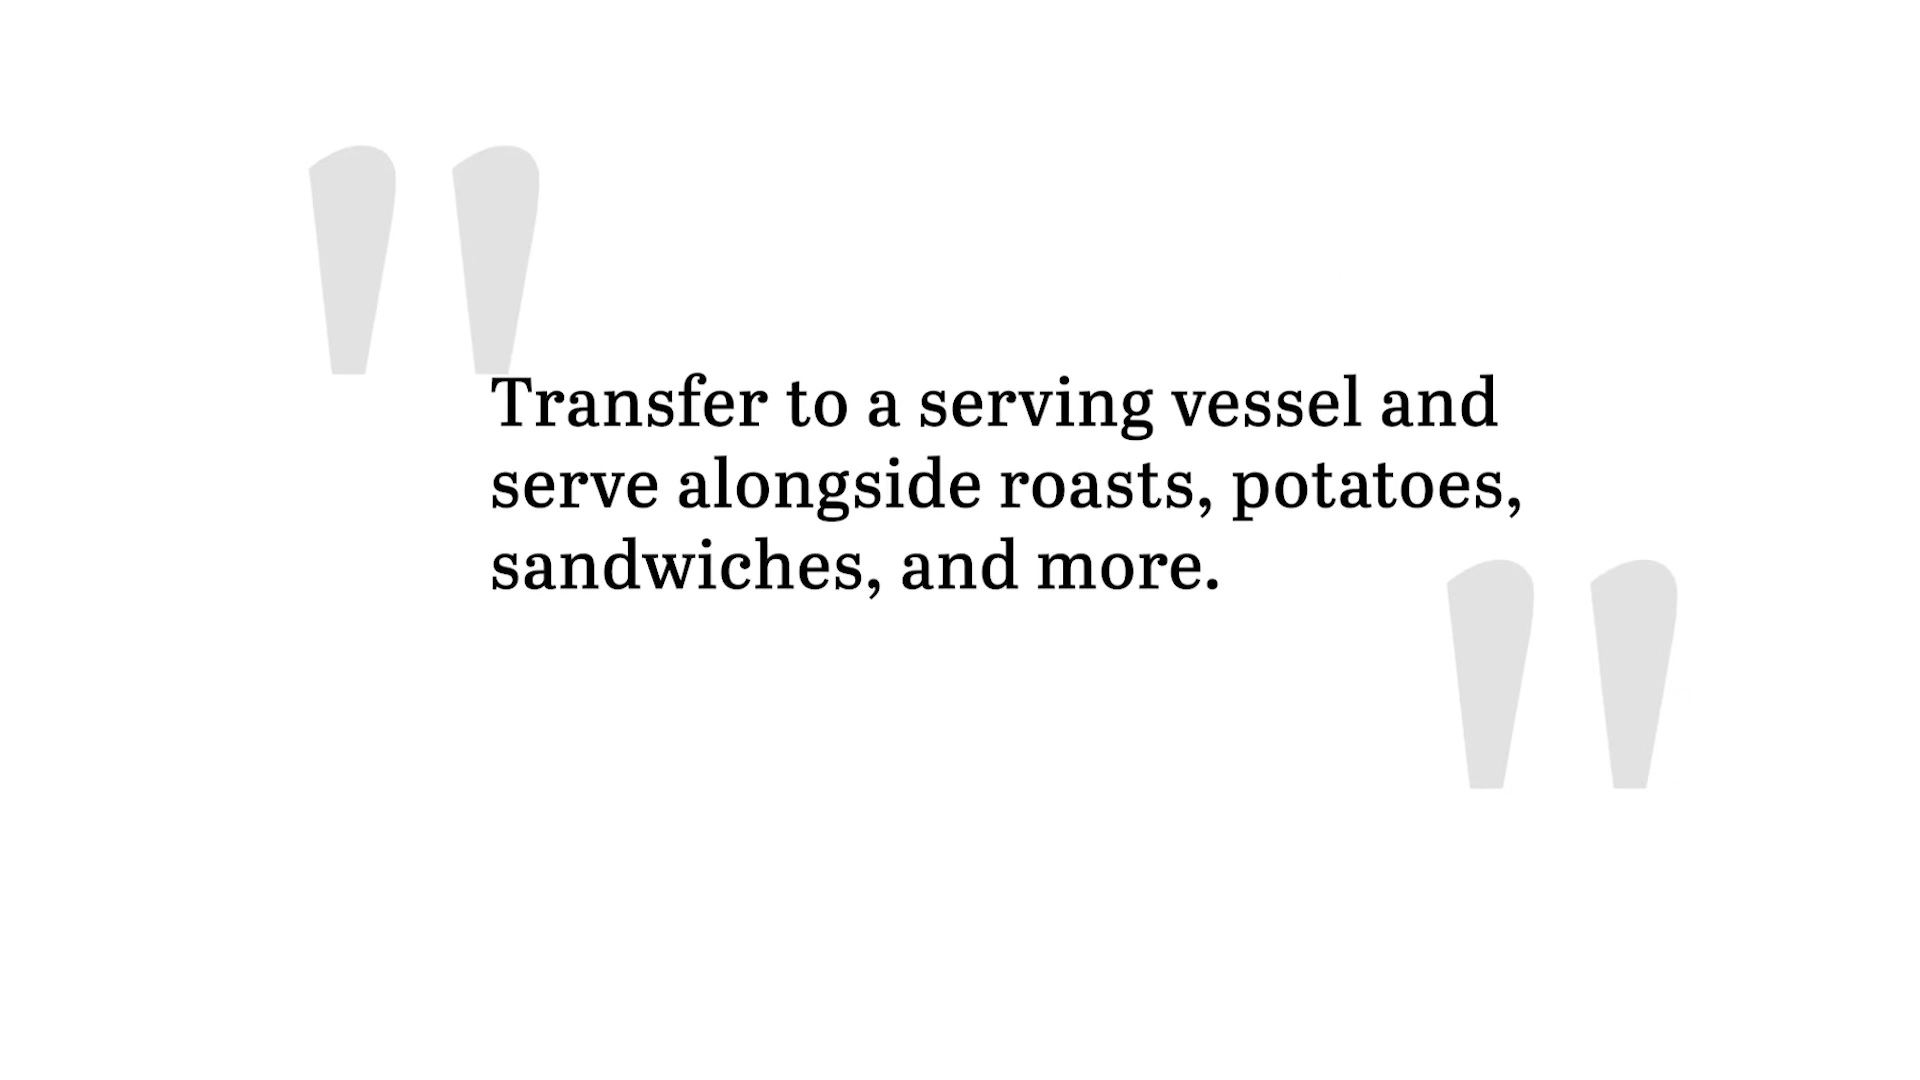 "Transfer to a serving vessel and
serve alongside roasts, potatoes,
sandwiches, and more."